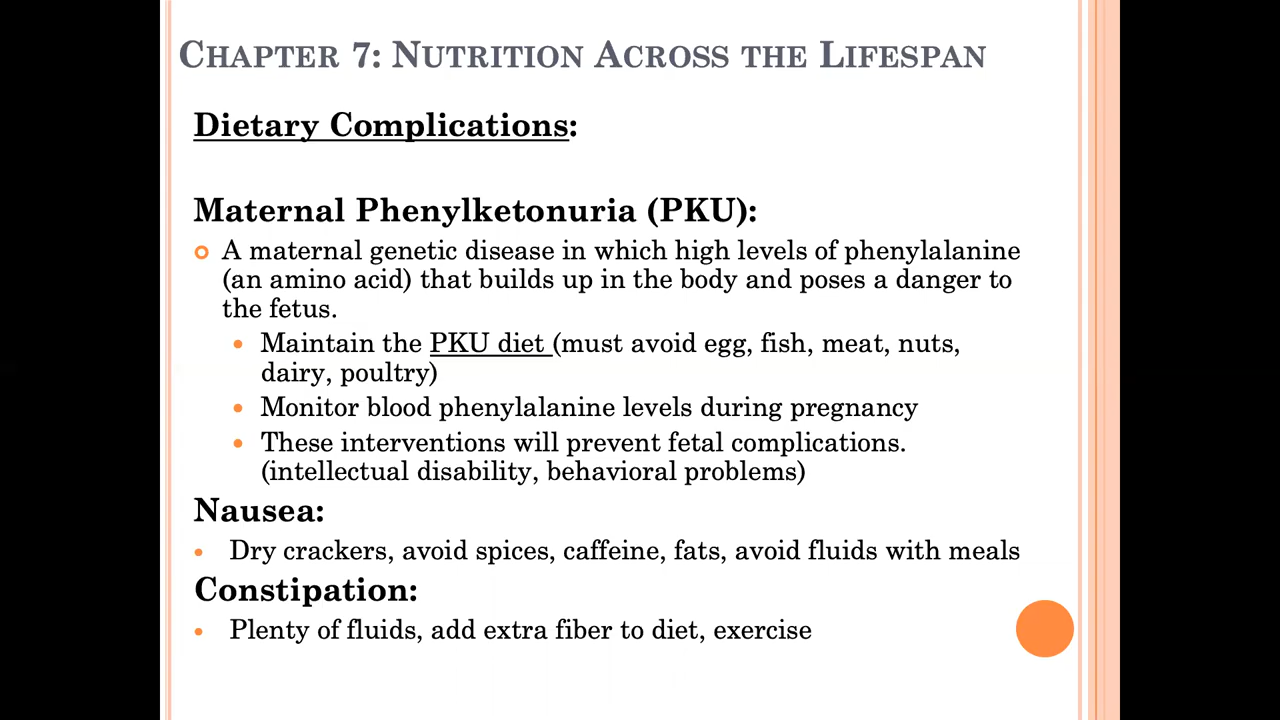 CHAPTER 7: NUTRITION ACROSS THE LIFESPAN
Dietary Complications:
Maternal Phenylketonuria (PKU):
A maternal genetic disease in which high levels of phenylalanine
(an amino acid) that builds up in the body and poses a danger to
the fetus.
Maintain the PKU diet (must avoid egg, fish, meat, nuts,
dairy, poultry)
Monitor blood phenylalanine levels during pregnancy
These interventions will prevent fetal complications.
(intellectual disability, behavioral problems)
Nausea:
Dry crackers, avoid spices, caffeine, fats, avoid fluids with meals
Constipation:
Plenty of fluids, add extra fiber to diet, exercise